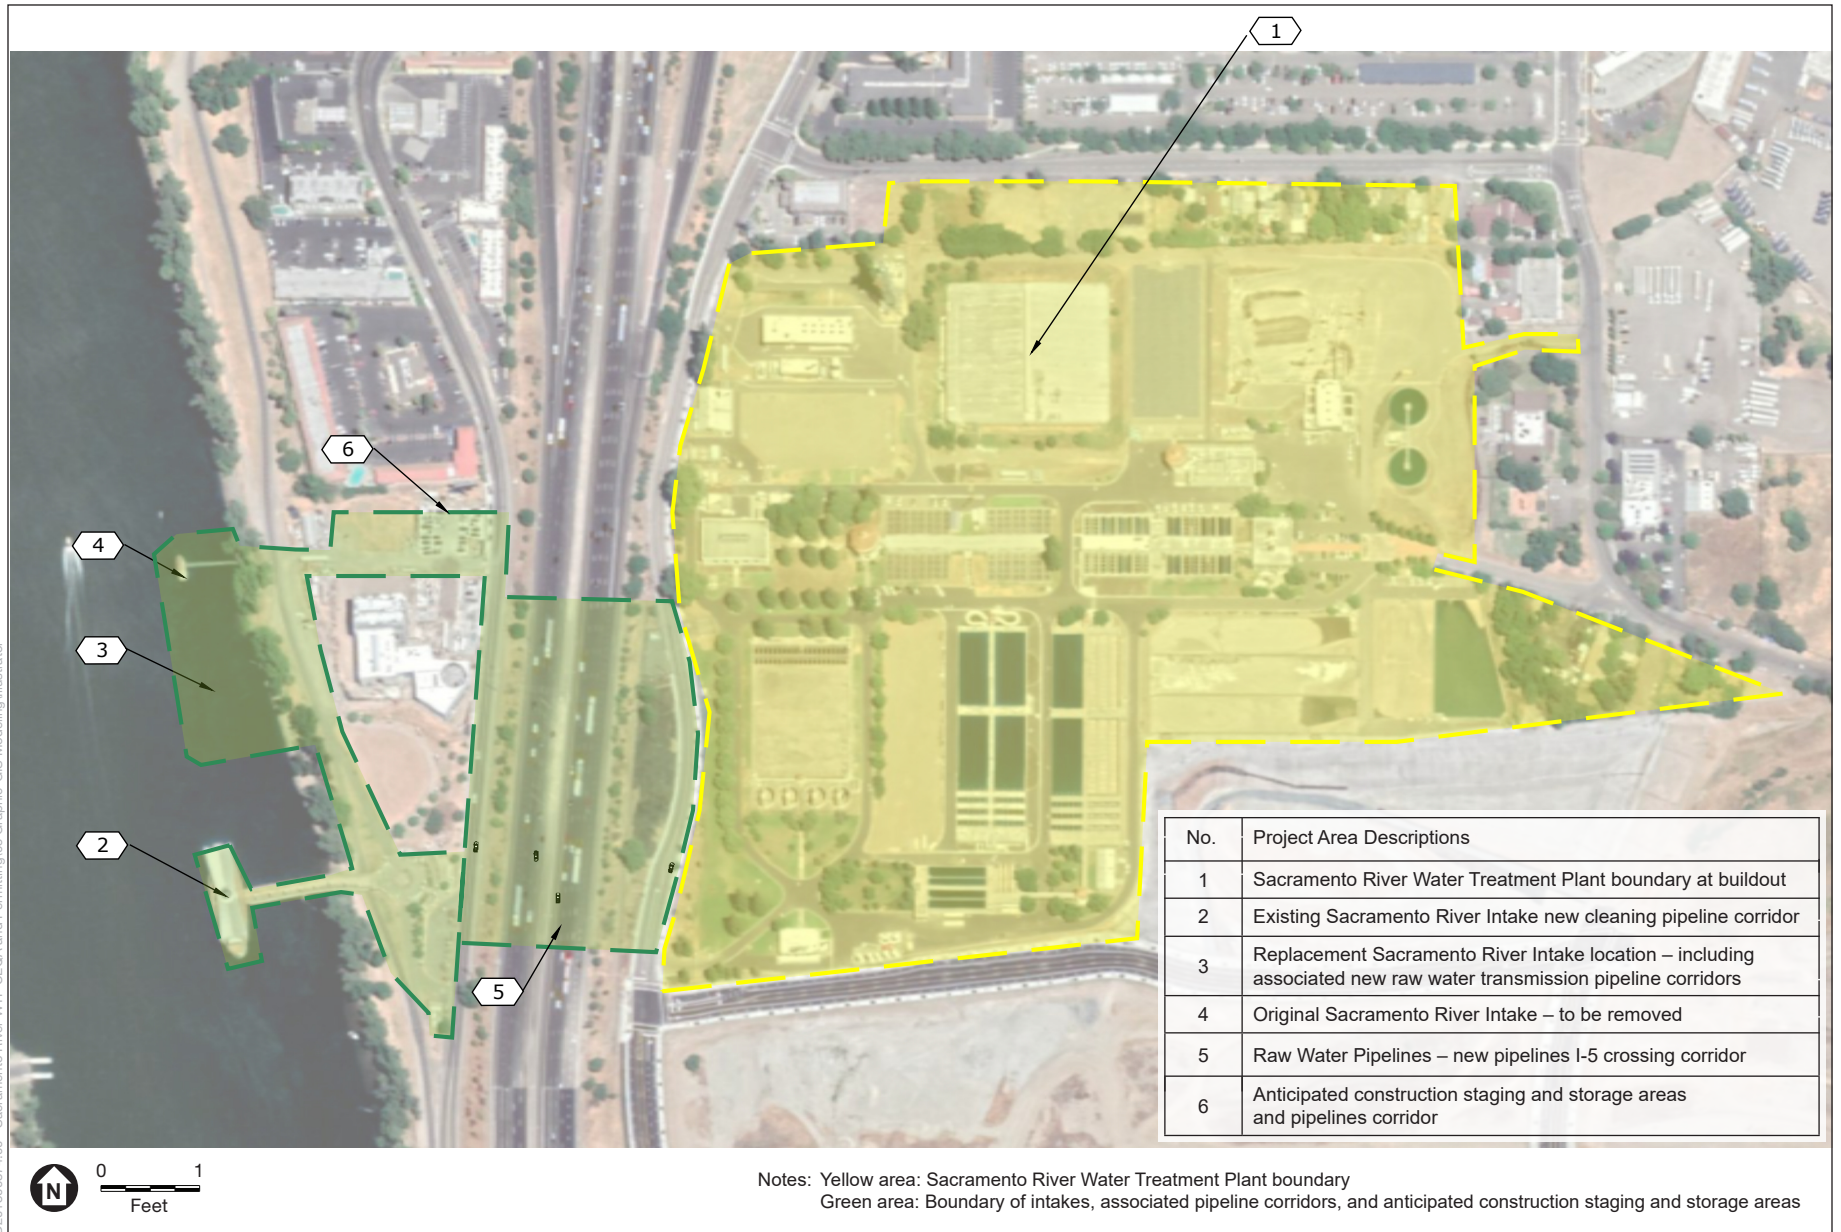 1
6
4
3
2
5
No. Project Area Descriptions
1 Sacramento River Water Treatment Plant boundary at buildout
2 Existing Sacramento River Intake new cleaning pipeline corridor
3 Replacement Sacramento River Intake location – including
associated new raw water transmission pipeline corridors
4 Original Sacramento River Intake – to be removed
5 Raw Water Pipelines – new pipelines I-5 crossing corridor
6 Anticipated construction staging and storage areas
and pipelines corridor
N
0 1
Feet
Notes: Yellow area: Sacramento River Water Treatment Plant boundary
Green area: Boundary of intakes, associated pipeline corridors, and anticipated construction staging and storage areas